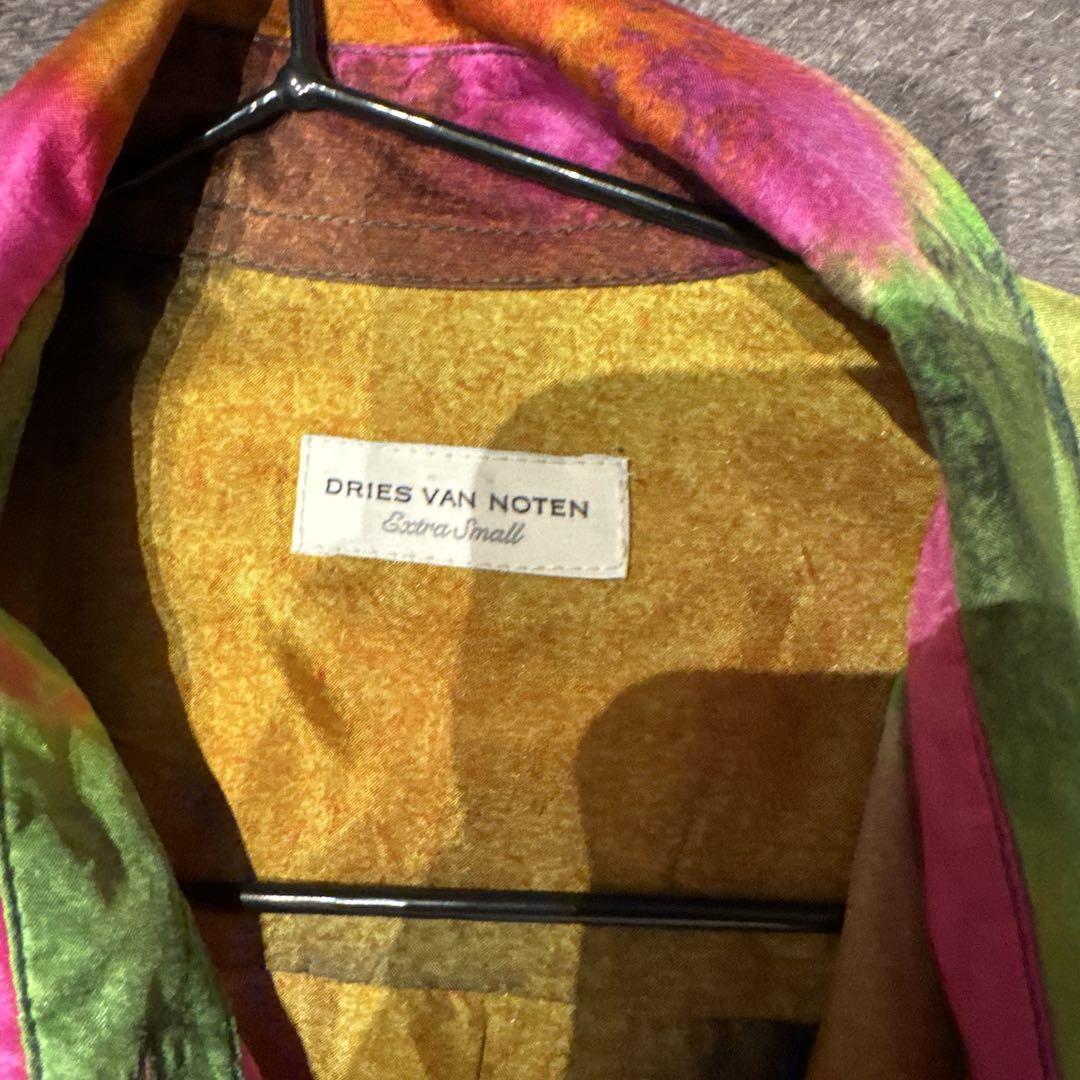 DRIES VAN NOTEN
Extra Small